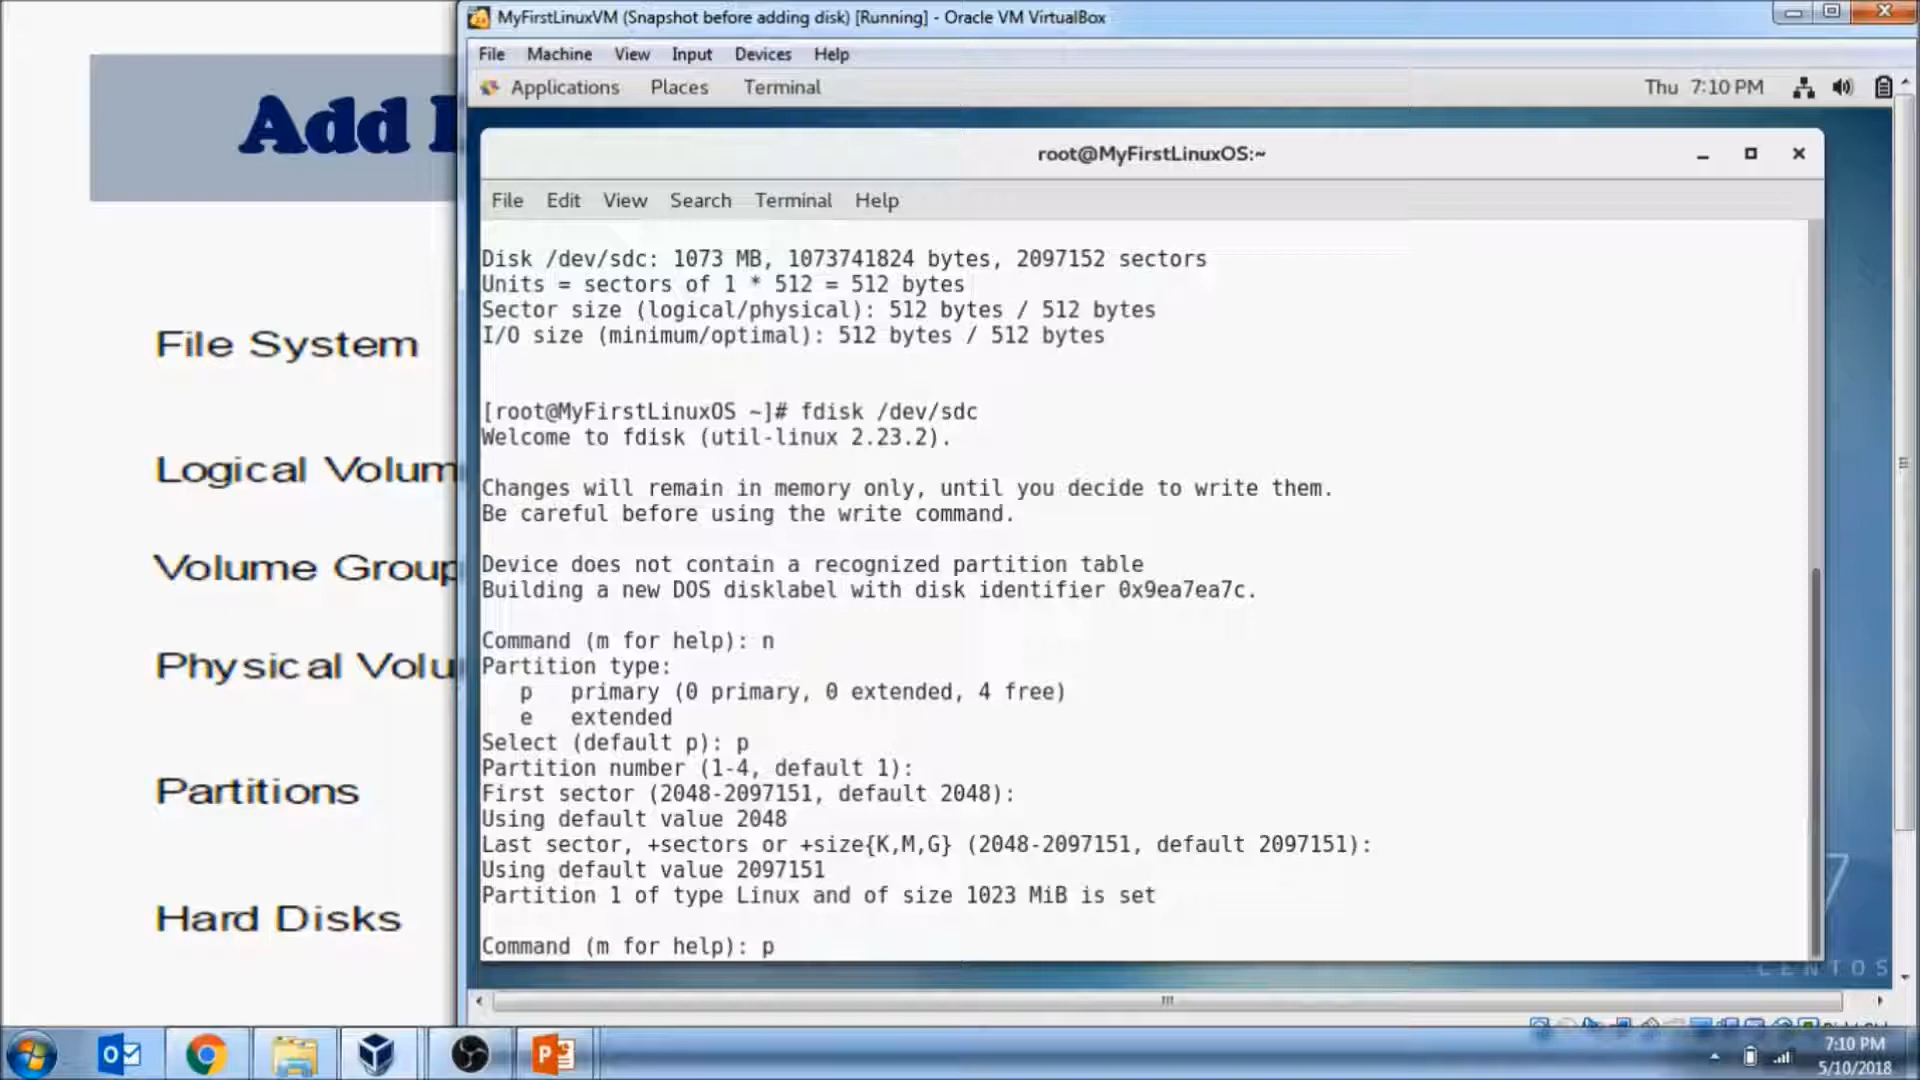 MyFirstLinuxVM (Snapshot before adding disk) [Running] - Oracle VM VirtualBox
File Machine View Input Devices Help
Applications Places Terminal Thu 7:10 PM
root@MyFirstLinuxOS:~
File Edit View Search Terminal Help
Add
File System
Logical Volum
Volume Group
Physical Volu
Partitions
Hard Disks
Disk /dev/sdc: 1073 MB, 1073741824 bytes, 2097152 sectors
Units = sectors of 1 * 512 = 512 bytes
Sector size (logical/physical): 512 bytes / 512 bytes
I/O size (minimum/optimal): 512 bytes / 512 bytes
[root@MyFirstLinuxOS ~]# fdisk /dev/sdc
Welcome to fdisk (util-linux 2.23.2).
Changes will remain in memory only, until you decide to write them.
Be careful before using the write command.
Device does not contain a recognized partition table
Building a new DOS disklabel with disk identifier 0x9ea7ea7c.
Command (m for help): n
Partition type:
p primary (0 primary, 0 extended, 4 free)
e extended
Select (default p): p
Partition number (1-4, default 1):
First sector (2048-2097151, default 2048):
Using default value 2048
Last sector, +sectors or +size{K,M,G} (2048-2097151, default 2097151):
Using default value 2097151
Partition 1 of type Linux and of size 1023 MiB is set
Command (m for help): p
7
CENTOS
7:10 PM
5/10/2018